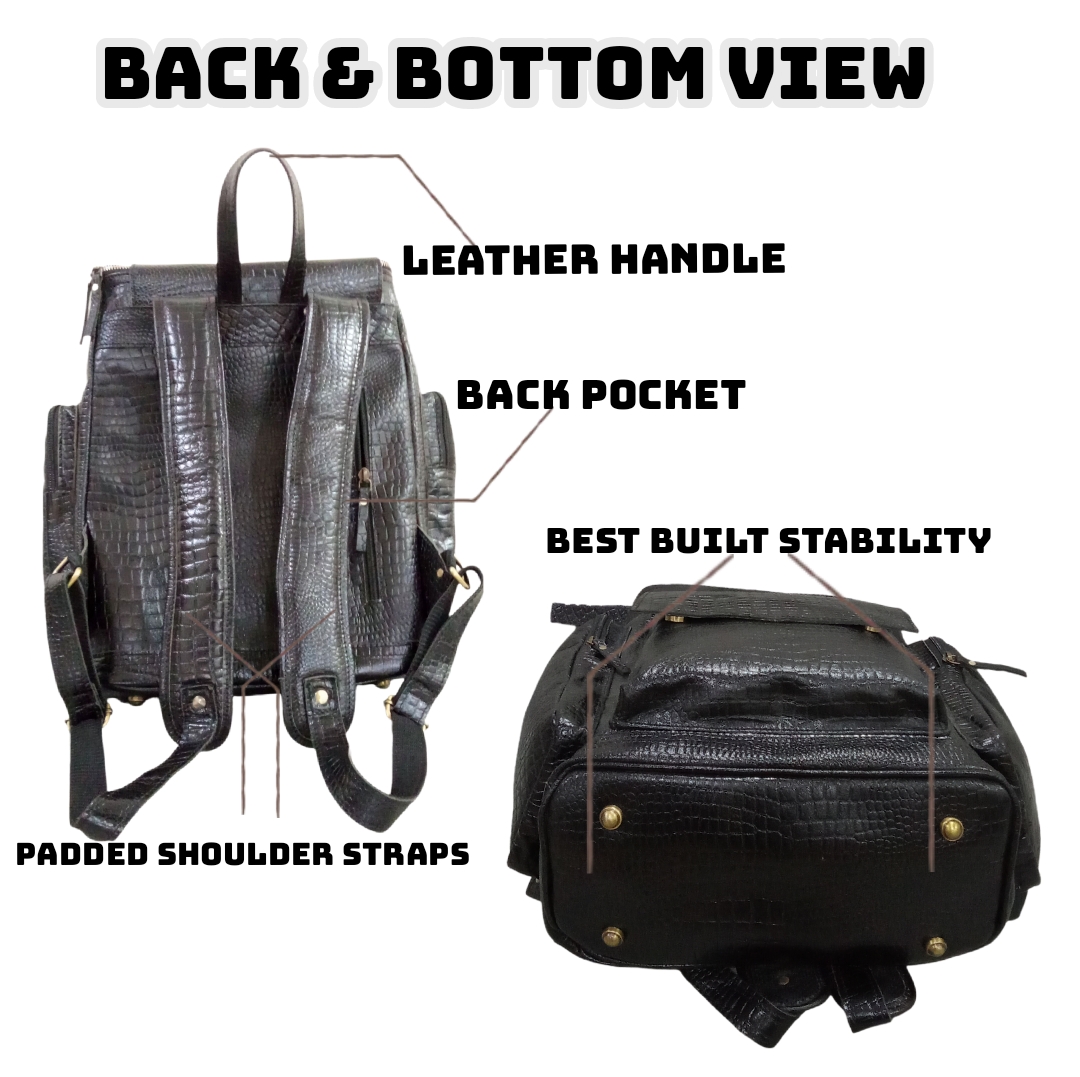 BACK & BOTTOM VIEW
LEATHER HANDLE
BACK POCKET
BEST BUILT STABILITY
PADDED SHOULDER STRAPS